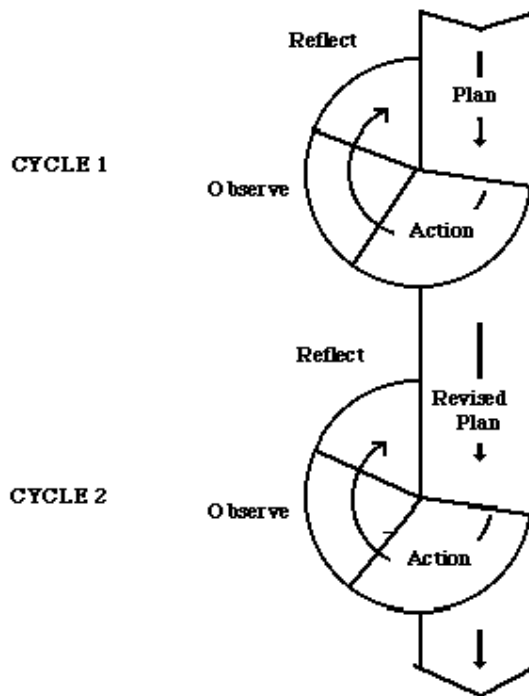 Reflect
Plan
CYCLE 1
Observe
Action
Reflect
Revised
Plan
CYCLE 2
Observe
Action